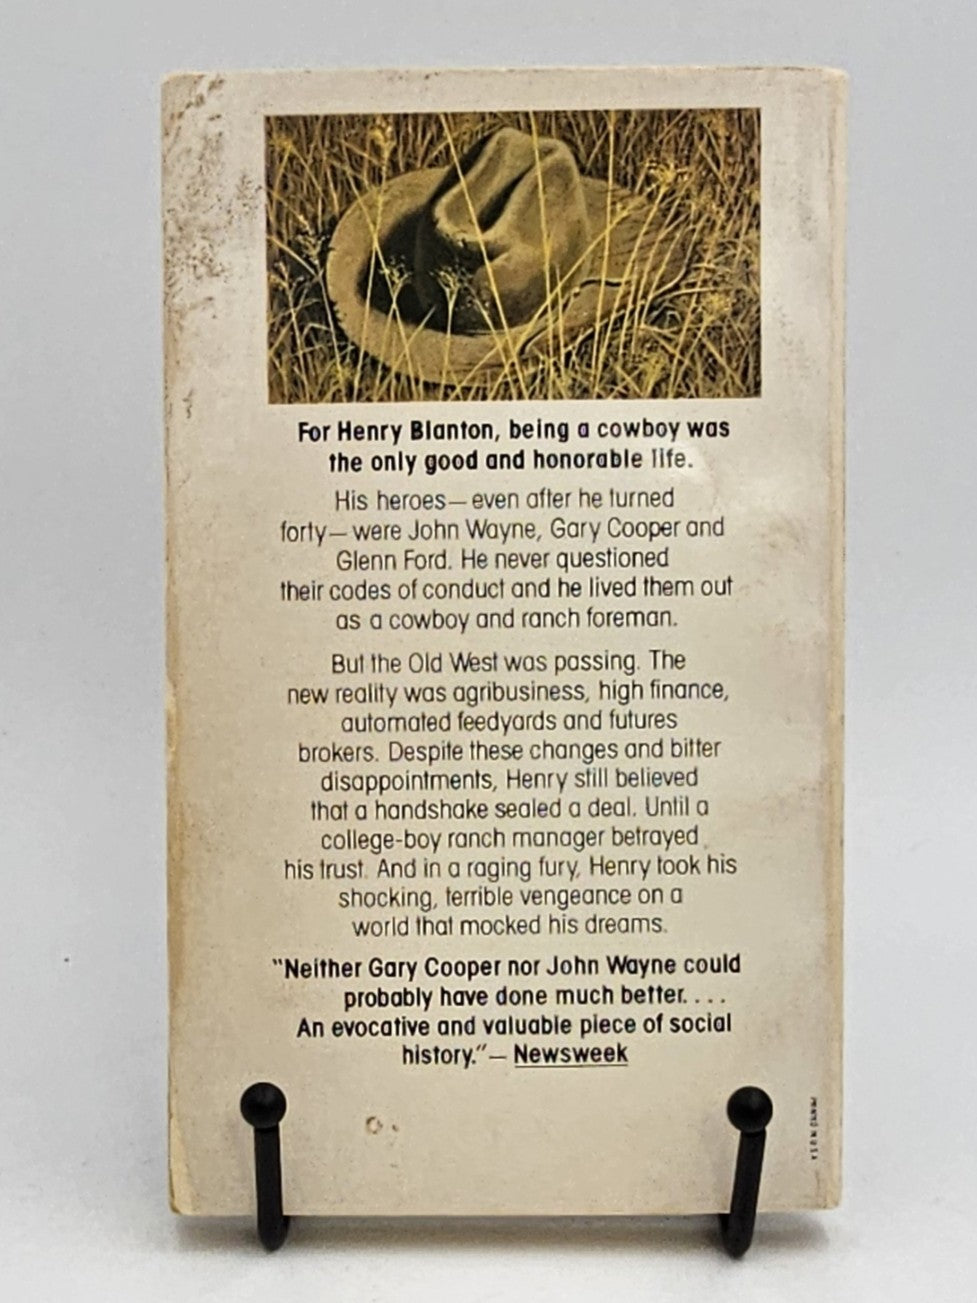 For Henry Blanton, being a cowboy was
the only good and honorable life.
His heroes—even after he turned
forty—were John Wayne, Gary Cooper and
Glenn Ford. He never questioned
their codes of conduct and he lived them out
as a cowboy and ranch foreman.
But the Old West was passing. The
new reality was agribusiness, high finance,
automated feedyards and futures
brokers. Despite these changes and bitter
disappointments, Henry still believed
that a handshake sealed a deal. Until a
college-boy ranch manager betrayed
his trust. And in a raging fury, Henry took his
shocking, terrible vengeance on a
world that mocked his dreams.
"Neither Gary Cooper nor John Wayne could
probably have done much better. . . .
An evocative and valuable piece of social
history."—Newsweek
PRINTED IN U.S.A.